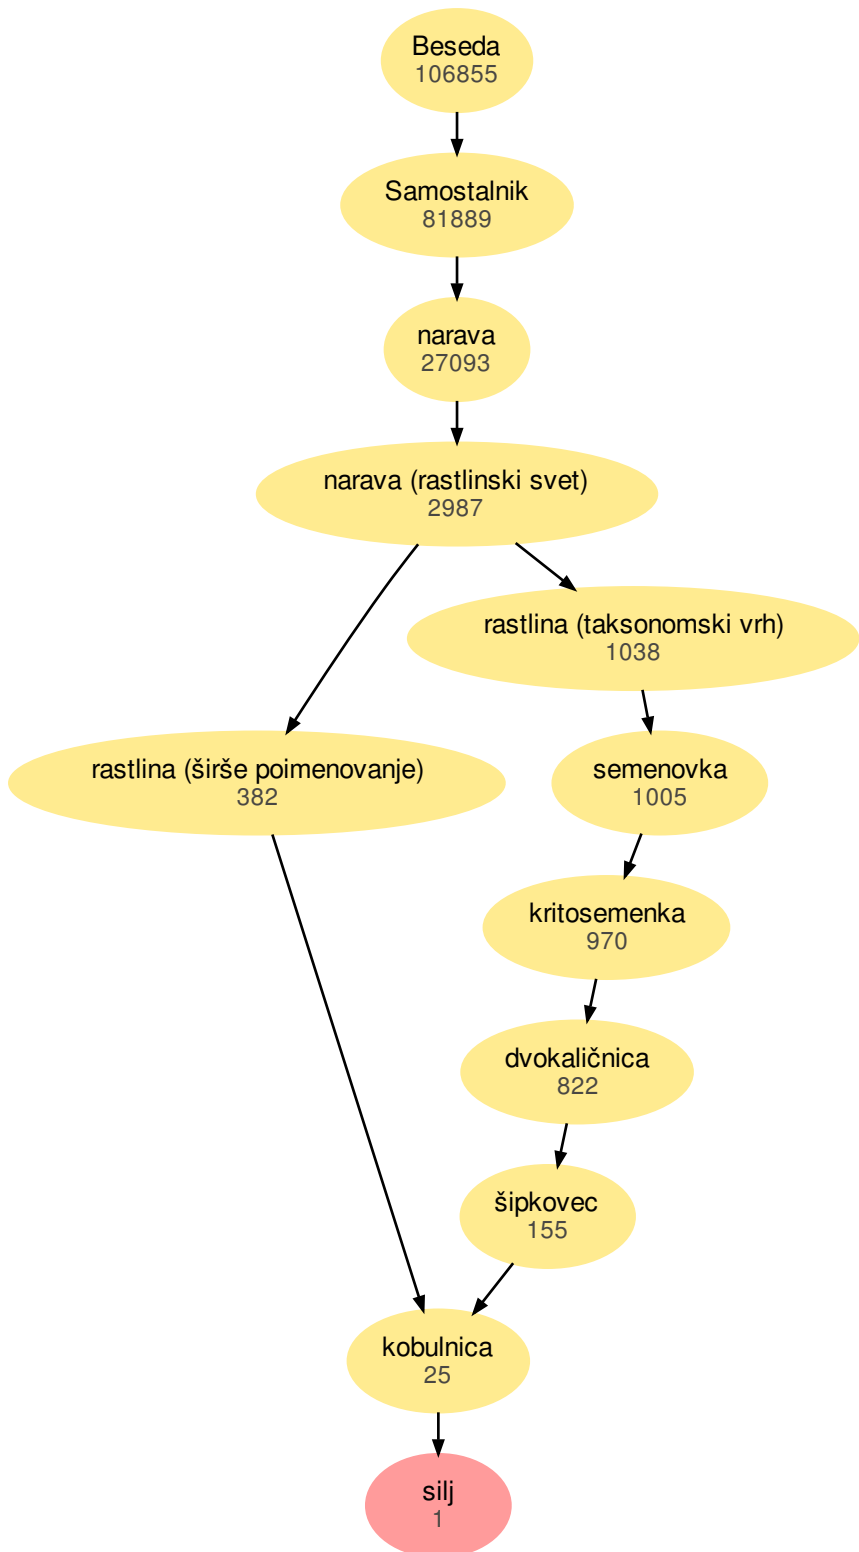 Beseda
106855
Samostalnik
81889
narava
27093
narava (rastlinski svet)
2987
rastlina (taksonomski vrh)
1038
rastlina (širše poimenovanje)
382
semenovka
1005
kritosemenka
970
dvokaličnica
822
šipkovec
155
kobulnica
25
silj
1